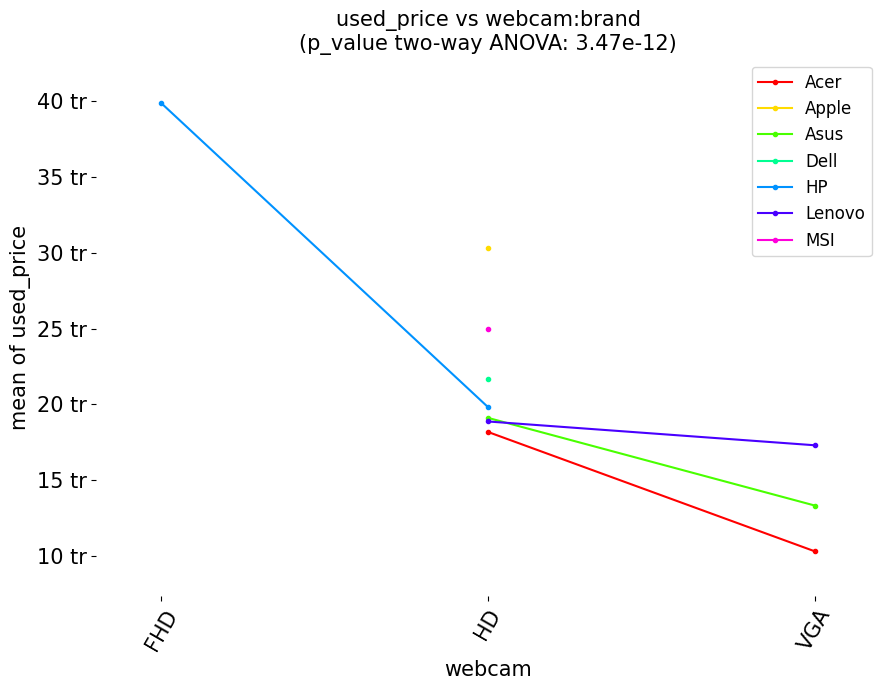 used_price vs webcam:brand
(p_value two-way ANOVA: 3.47e-12)
Acer
Apple
Asus
Dell
HP
Lenovo
MSI
40 tr
35 tr
30 tr
25 tr
20 tr
15 tr
10 tr
mean of used_price
FHD
HD
VGA
webcam